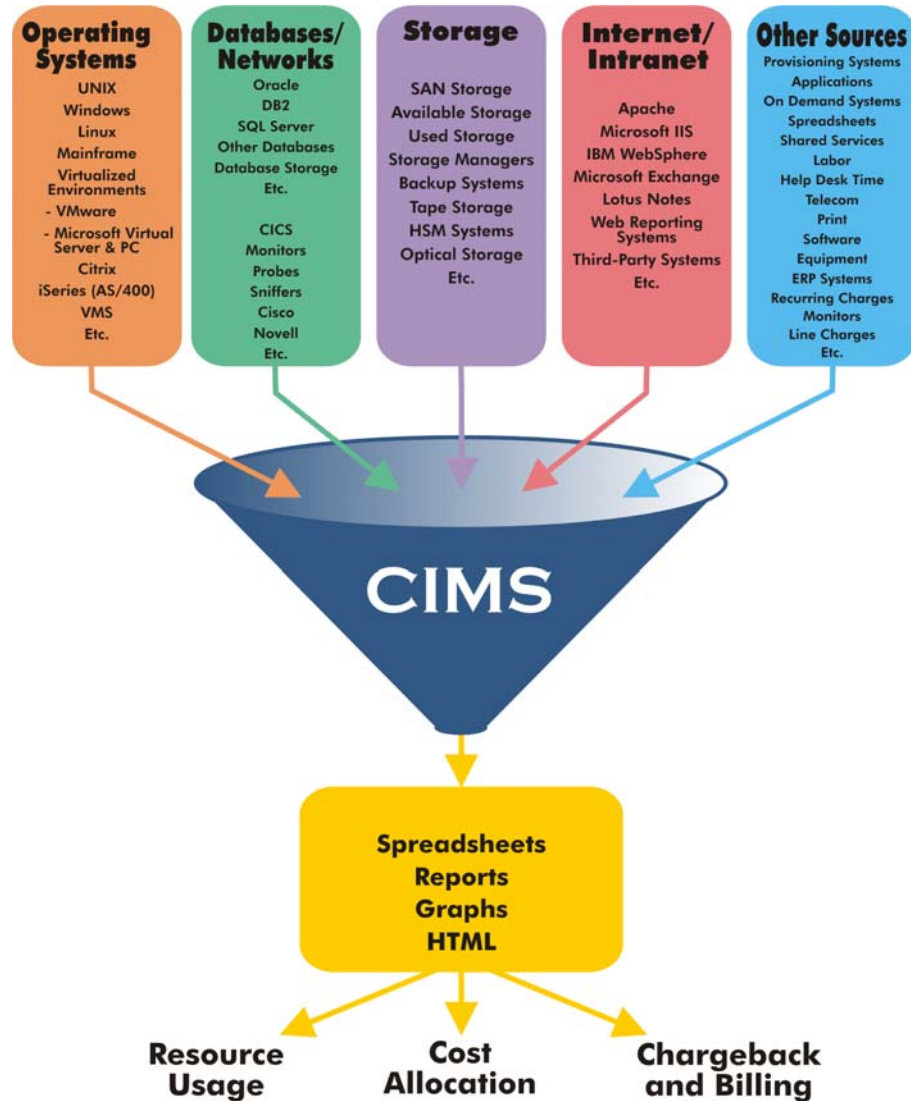 Operating
Systems
UNIX
Windows
Linux
Mainframe
Virtualized
Environments
- VMware
- Microsoft Virtual
Server & PC
Citrix
iSeries (AS/400)
VMS
Etc.
Databases/
Networks
Oracle
DB2
SQL Server
Other Databases
Database Storage
Etc.
CICS
Monitors
Probes
Sniffers
Cisco
Novell
Etc.
Storage
SAN Storage
Available Storage
Used Storage
Storage Managers
Backup Systems
Tape Storage
HSM Systems
Optical Storage
Etc.
Internet/
Intranet
Apache
Microsoft IIS
IBM WebSphere
Microsoft Exchange
Lotus Notes
Web Reporting
Systems
Third-Party Systems
Etc.
Other Sources
Provisioning Systems
Applications
On Demand Systems
Spreadsheets
Shared Services
Labor
Help Desk Time
Telecom
Print
Software
Equipment
ERP Systems
Recurring Charges
Monitors
Line Charges
Etc.
CIMS
Spreadsheets
Reports
Graphs
HTML
Resource
Usage
Cost
Allocation
Chargeback
and Billing